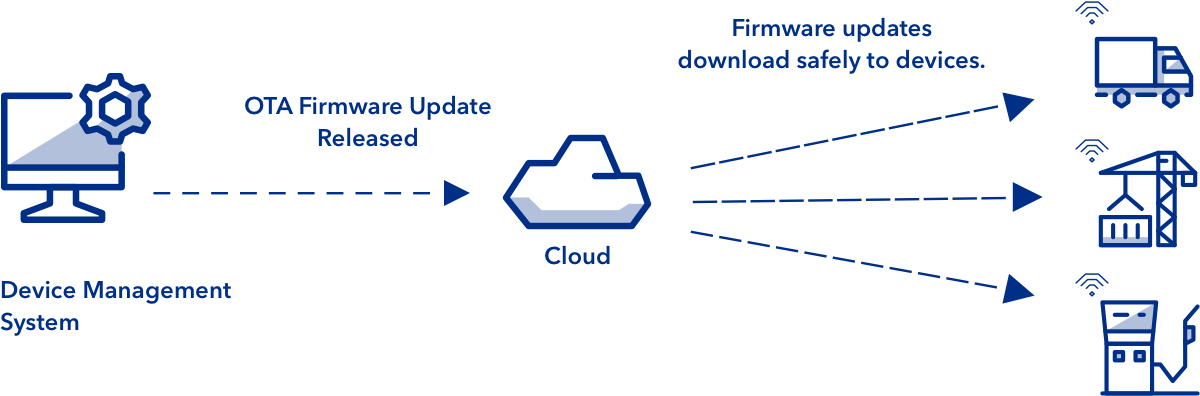 Firmware updates
download safely to devices.
OTA Firmware Update
Released
Cloud
Device Management
System